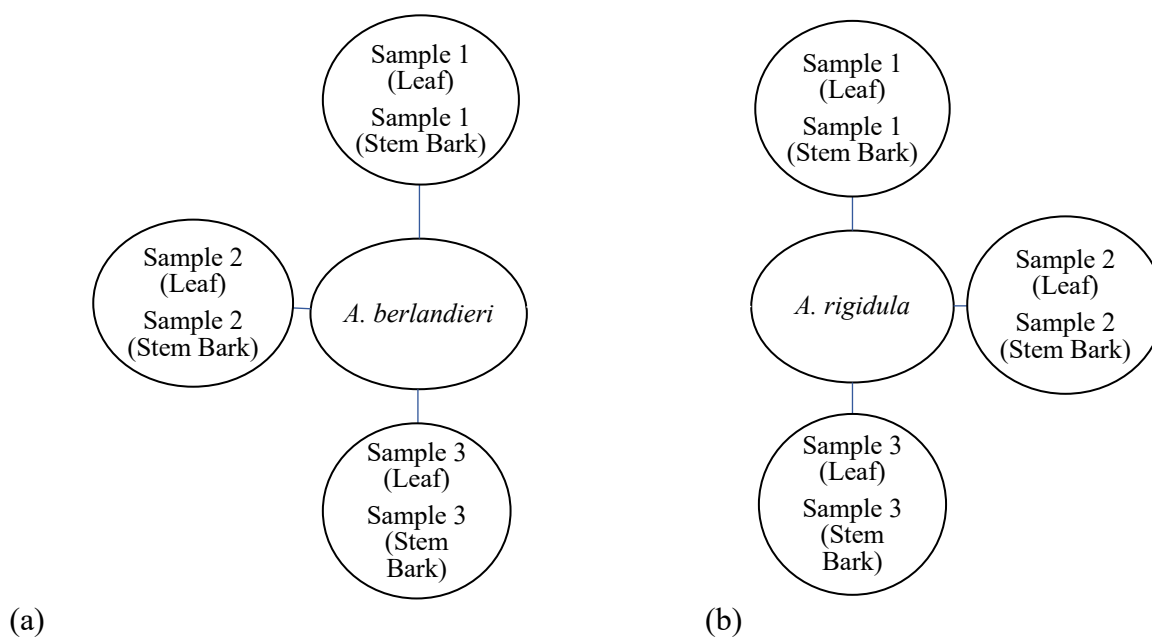 Sample 1
(Leaf)
Sample 1
(Stem Bark)
Sample 2
(Leaf)
Sample 2
(Stem Bark)
A. berlandieri
Sample 3
(Leaf)
Sample 3
(Stem
Bark)
(a)
Sample 1
(Leaf)
Sample 1
(Stem Bark)
A. rigidula
Sample 2
(Leaf)
Sample 2
(Stem Bark)
Sample 3
(Leaf)
Sample 3
(Stem
Bark)
(b)